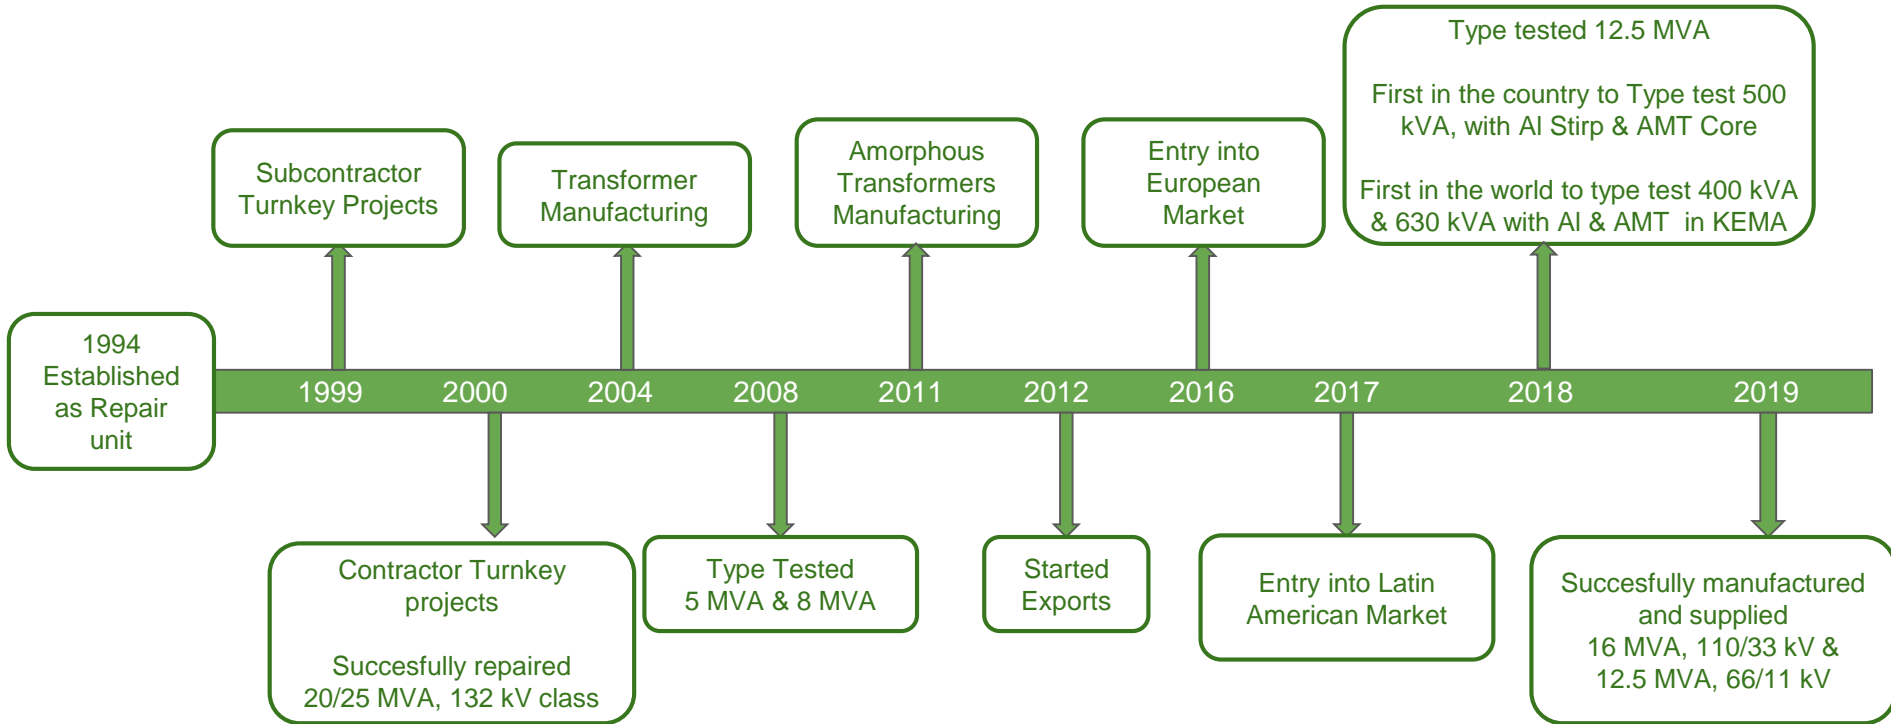 Type tested 12.5 MVA
First in the country to Type test 500
kVA, with Al Stirp & AMT Core
First in the world to type test 400 kVA
& 630 kVA with Al & AMT in KEMA
Subcontractor
Turnkey Projects
Transformer
Manufacturing
Amorphous
Transformers
Manufacturing
Entry into
European
Market
1994
Established
as Repair
unit
1999
2000
2004
2008
2011
2012
2016
2017
2018
2019
Contractor Turnkey
projects
Succesfully repaired
20/25 MVA, 132 kV class
Type Tested
5 MVA & 8 MVA
Started
Exports
Entry into Latin
American Market
Succesfully manufactured
and supplied
16 MVA, 110/33 kV &
12.5 MVA, 66/11 kV